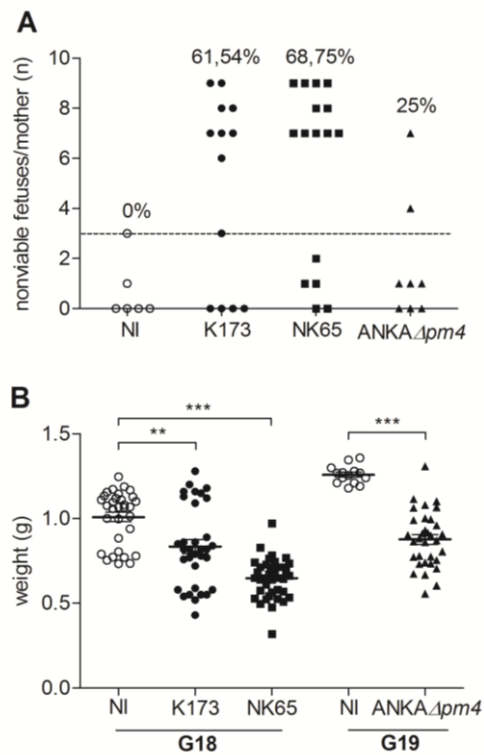 A
nonviable fetuses/mother (n)
10
8
6
4
2
0
0%
61,54%
68,75%
25%
NI K173 NK65 ANKAΔpm4
B
weight (g)
1.5
1.0
0.5
0.0
***
**
***
NI K173 NK65 NI ANKAΔpm4
G18 G19